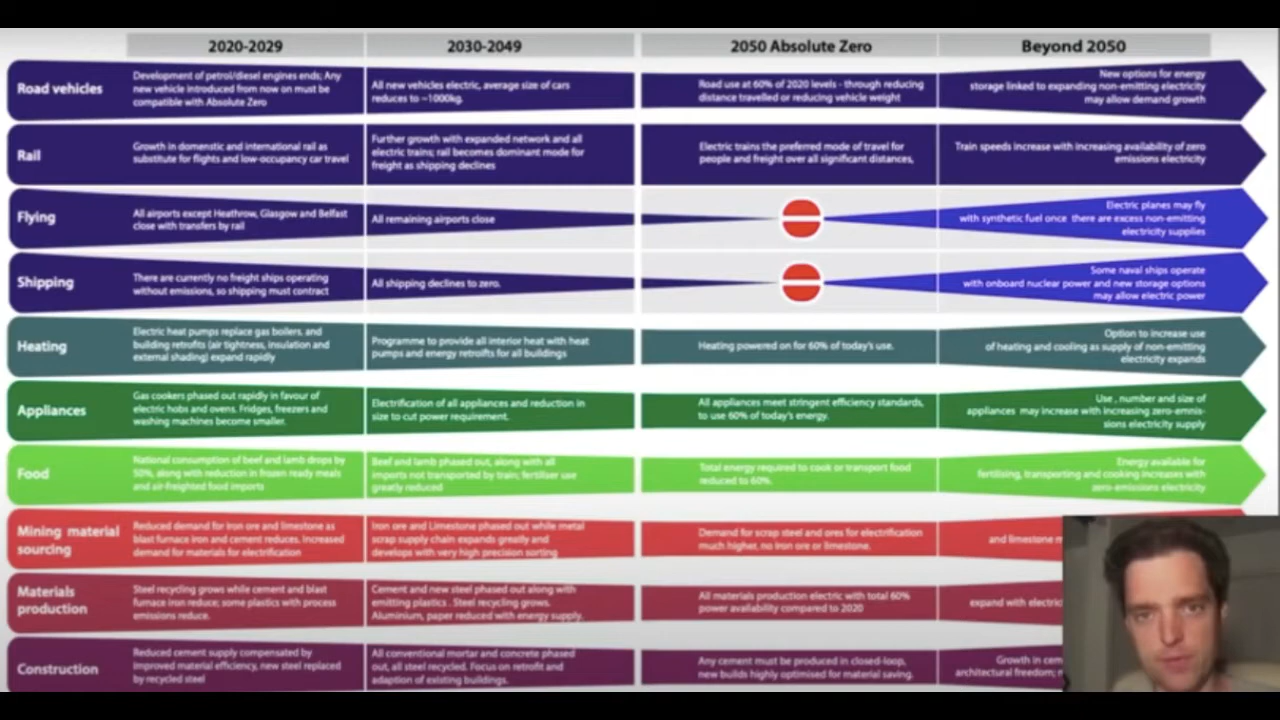 2020-2029
2030-2049
2050 Absolute Zero
Beyond 2050
Road vehicles
Development of petrol/diesel engines ends; Any
new vehicle introduced from now on must be
compatible with Absolute Zero
All new vehicles electric, average size of cars
reduces to ~1000kg.
Road use at 60% of 2020 levels - through reducing
distance travelled or reducing vehicle weight
New options for energy
storage linked to expanding non-emitting electricity
may allow demand growth
Rail
Growth in domenstic and international rail as
substitute for flights and low-occupancy car travel
Further growth with expanded network and all
electric trains; rail becomes dominant mode for
freight as shipping declines
Electric trains the preferred mode of travel for
people and freight over all significant distances,
Train speeds increase with increasing availability of zero
emissions electricity
Flying
All airports except Heathrow, Glasgow and Belfast
close with transfers by rail
All remaining airports close
Electric planes may fly
with synthetic fuel once there are excess non-emitting
electricity supplies
Shipping
There are currently no freight ships operating
without emissions, so shipping must contract
All shipping declines to zero.
Some naval ships operate
with onboard nuclear power and new storage options
may allow electric power
Heating
Electric heat pumps replace gas boilers, and
building retrofits (air tightness, insulation and
external shading) expand rapidly
Programme to provide all interior heat with heat
pumps and energy retroifts for all buildings
Heating powered on for 60% of today's use.
Option to increase use
of heating and cooling as supply of non-emitting
electricity expands
Appliances
Gas cookers phased out rapidly in favour of
electric hobs and ovens. Fridges, freezers and
washing machines become smaller.
Electrification of all appliances and reduction in
size to cut power requirement.
All appliances meet stringent efficiency standards,
to use 60% of today's energy.
Use , number and size of
appliances may increase with increasing zero-emnis-
sions electricity supply
Food
National consumption of beef and lamb drops by
50%, along with reduction in frozen ready meals
and air-freighted food imports
Beef and lamb phased out, along with all
imports not transported by train; fertiliser use
greatly reduced
Total energy required to cook or transport food
reduced to 60%.
Energy available for
fertilising, transporting and cooking increases with
zero-emissions electricity
Mining material
sourcing
Reduced demand for iron ore and limestone as
blast furnace iron and cement reduces. Increased
demand for materials for electrification
Iron ore and Limestone phased out while metal
scrap supply chain expands greatly and
develops with very high precision sorting
Demand for scrap steel and ores for electrification
much higher, no iron ore or limestone.
and limestone
Materials
production
Steel recycling grows while cement and blast
furnace iron reduce; some plastics with process
emissions reduce.
Cement and new steel phased out along with
emitting plastics . Steel recycling grows.
Aluminium, paper reduced with energy supply.
All materials production electric with total 60%
power availability compared to 2020
expand with electric
Construction
Reduced cement supply compensated by
improved material efficiency, new steel replaced
by recycled steel
All conventional mortar and concrete phased
out, all steel recycled. Focus on retrofit and
adaption of existing buildings.
Any cement must be produced in closed-loop,
new builds highly optimised for material saving.
Growth in cem
architectural freedom;